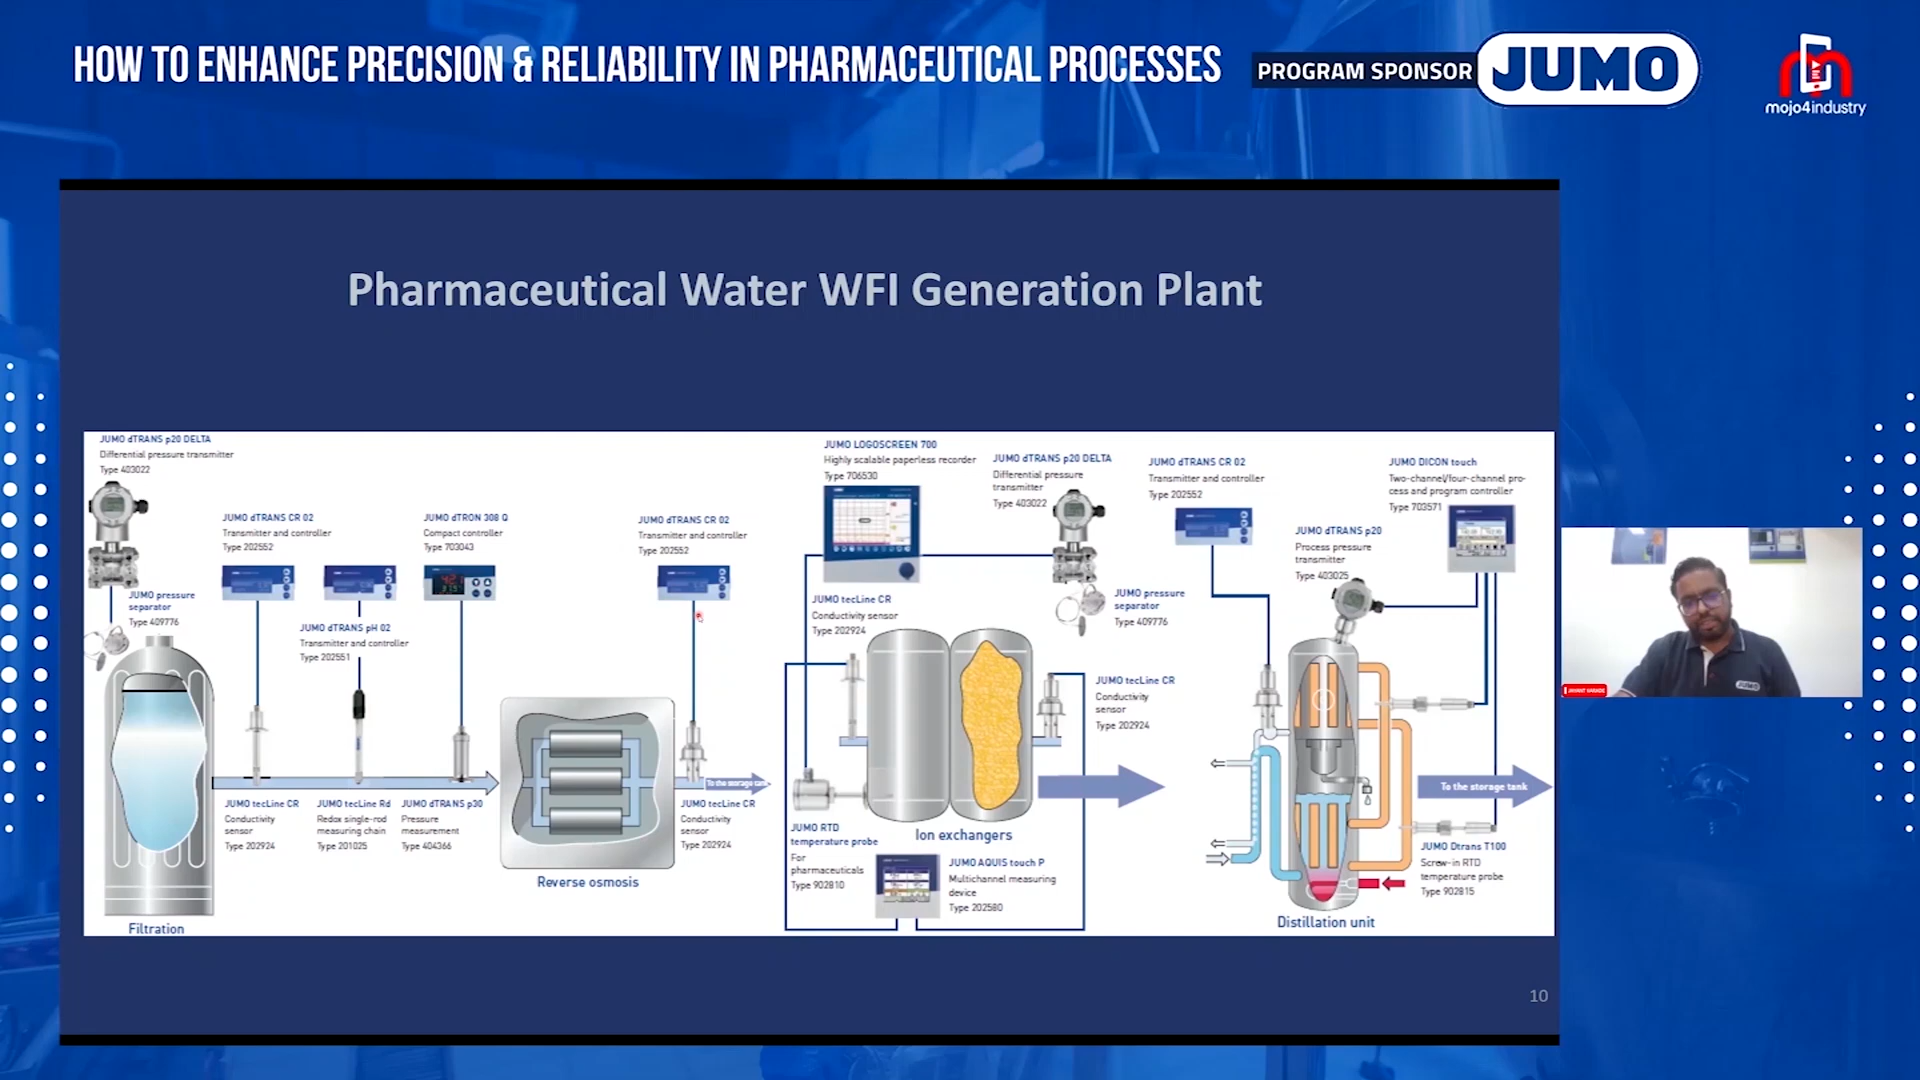 HOW TO ENHANCE PRECISION & RELIABILITY IN PHARMACEUTICAL PROCESSES
PROGRAM SPONSOR
JUMO
mojo4industry
Pharmaceutical Water WFI Generation Plant
JUMO dTRANS p20 DELTA
Differential pressure transmitter
Type 403022
JUMO pressure
separator
Type 409776
Filtration
JUMO dTRANS CR 02
Transmitter and controller
Type 202552
JUMO dTRANS pH 02
Transmitter and controller
Type 202551
JUMO dTRON 308 Q
Compact controller
Type 703043
JUMO tecLine CR
Conductivity
sensor
Type 202924
JUMO tecLine Rd
Redox single-rod
measuring chain
Type 201025
JUMO dTRANS p30
Pressure
measurement
Type 404366
Reverse osmosis
JUMO dTRANS CR 02
Transmitter and controller
Type 202552
To the storage tank
JUMO tecLine CR
Conductivity
sensor
Type 202924
JUMO LOGOSCREEN 700
Highly scalable paperless recorder
Type 706530
JUMO dTRANS p20 DELTA
Differential pressure
transmitter
Type 403022
JUMO tecLine CR
Conductivity sensor
Type 202924
JUMO pressure
separator
Type 409776
JUMO tecLine CR
Conductivity
sensor
Type 202924
JUMO RTD
temperature probe
For
pharmaceuticals
Type 902810
Ion exchangers
JUMO AQUIS touch P
Multichannel measuring
device
Type 202580
JUMO dTRANS CR 02
Transmitter and controller
Type 202552
JUMO dTRANS p20
Process pressure
transmitter
Type 403025
JUMO DICON touch
Two-channel/four-channel pro-
cess and program controller
Type 703571
To the storage tank
JUMO Dtrans T100
Screw-in RTD
temperature probe
Type 902815
Distillation unit
10
JUMO